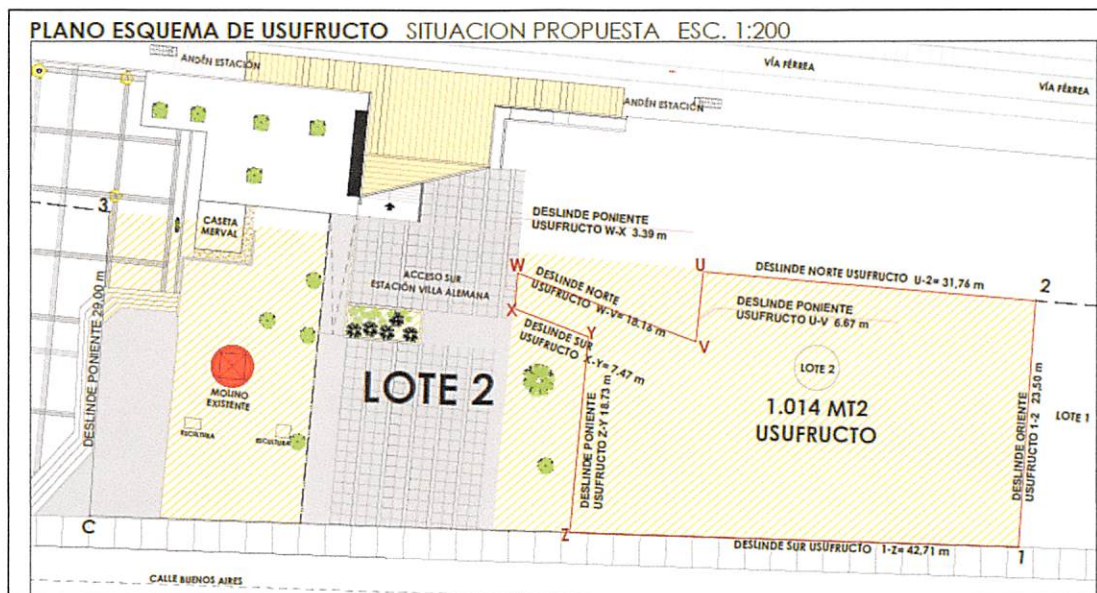 PLANO ESQUEMA DE USUFRUCTO SITUACION PROPUESTA ESC. 1:200
ANDÉN ESTACIÓN
VÍA FÉRREA
VÍA FÉRREA
ANDÉN ESTACIÓN
3
CASETA
MERVAL
DESLINDE PONIENTE
USUFRUCTO W-X 3.39 m
ACCESO SUR
ESTACIÓN VILLA ALEMANA
W
U
DESLINDE NORTE USUFRUCTO U-2= 31,76 m
2
DESLINDE NORTE
USUFRUCTO W-V= 18.16 m
DESLINDE PONIENTE
USUFRUCTO U-V 6.67 m
X
Y
V
DESLINDE SUR
USUFRUCTO X-Y= 7.47 m
DESLINDE PONIENTE 29.00 m
MOLINO
EXISTENTE
LOTE 2
LOTE 2
1.014 MT2
USUFRUCTO
LOTE 1
ESCULTURA
ESCULTURA
DESLINDE PONIENTE
USUFRUCTO Z-Y 18.73 m
DESLINDE ORIENTE
USUFRUCTO 1-2 23,50 m
C
Z
DESLINDE SUR USUFRUCTO 1-Z= 42,71 m
1
CALLE BUENOS AIRES